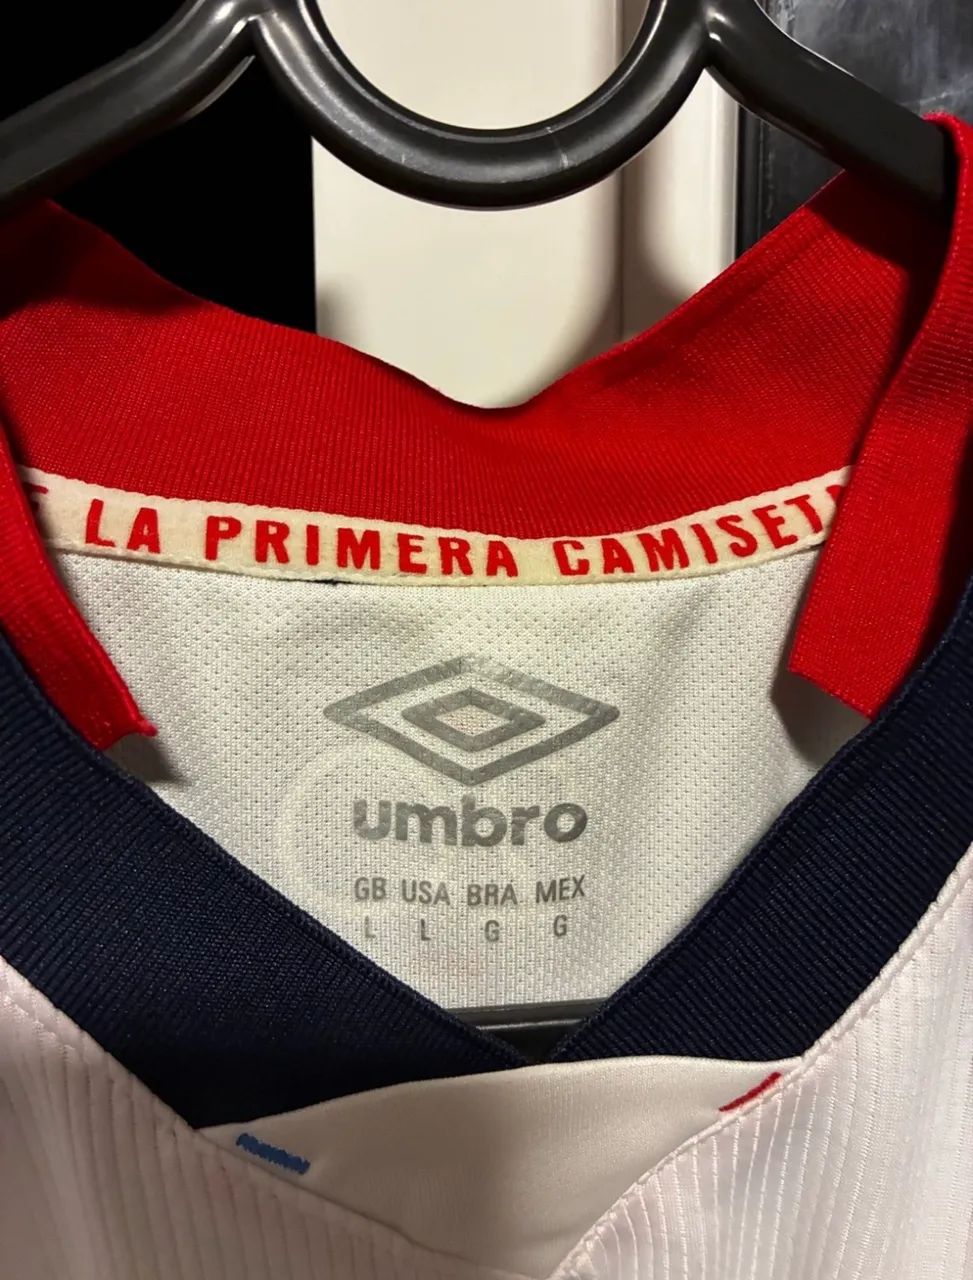 LA PRIMERA CAMISET
umbro
GB USA BRA MEX
L L G G